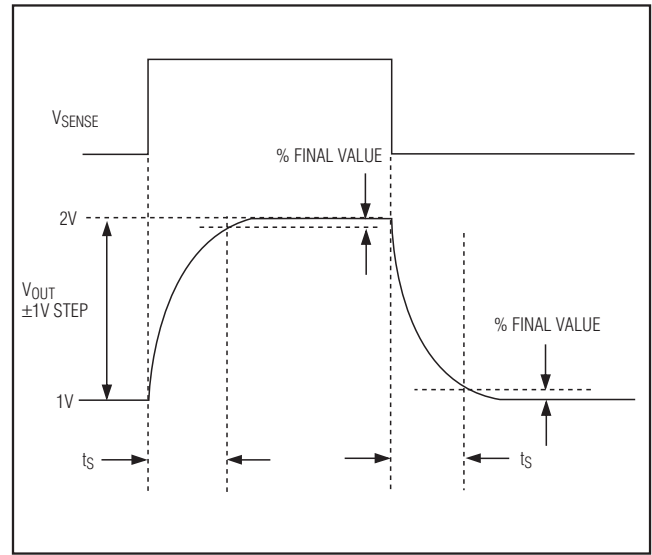 VSENSE
% FINAL VALUE
2V
VOUT
±1V STEP
% FINAL VALUE
1V
tS
tS